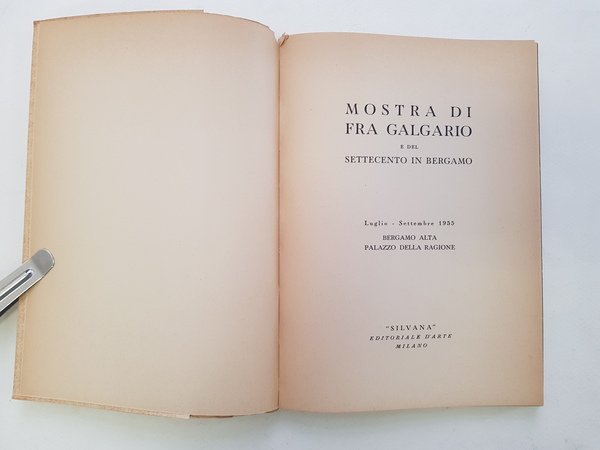 MOSTRA DI
FRA GALGARIO
E DEL
SETTECENTO IN BERGAMO
Luglio - Settembre 1955
BERGAMO ALTA
PALAZZO DELLA RAGIONE
"SILVANA"
EDITORIALE D'ARTE
MILANO